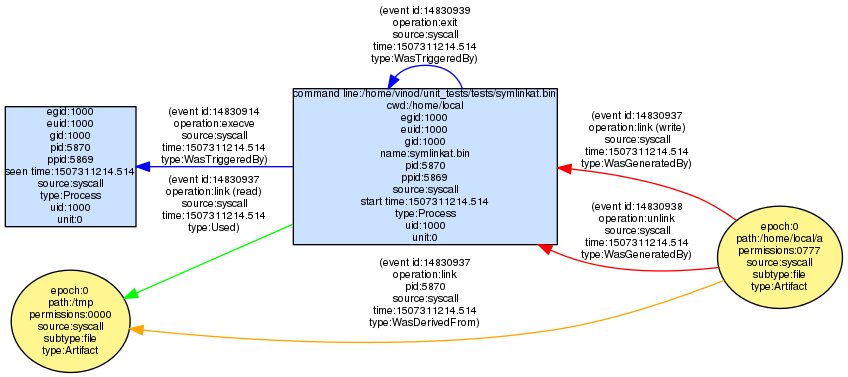 (event id:14830939
operation:exit
source:syscall
time:1507311214.514
type:WasTriggeredBy)
egid:1000
euid:1000
gid:1000
pid:5870
ppid:5869
seen time:1507311214.514
source:syscall
type:Process
uid:1000
unit:0
(event id:14830914
operation:execve
source:syscall
time:1507311214.514
type:WasTriggeredBy)
(event id:14830937
operation:link (read)
source:syscall
time:1507311214.514
type:Used)
command line:/home/vinod/unit_tests/tests/symlinkat.bin
cwd:/home/local
egid:1000
euid:1000
gid:1000
name:symlinkat.bin
pid:5870
ppid:5869
source:syscall
start time:1507311214.514
type:Process
uid:1000
unit:0
(event id:14830937
operation:link (write)
source:syscall
time:1507311214.514
type:WasGeneratedBy)
(event id:14830938
operation:unlink
source:syscall
time:1507311214.514
type:WasGeneratedBy)
epoch:0
path:/home/local/a
permissions:0777
source:syscall
subtype:file
type:Artifact
(event id:14830937
operation:link
pid:5870
source:syscall
time:1507311214.514
type:WasDerivedFrom)
epoch:0
path:/tmp
permissions:0000
source:syscall
subtype:file
type:Artifact